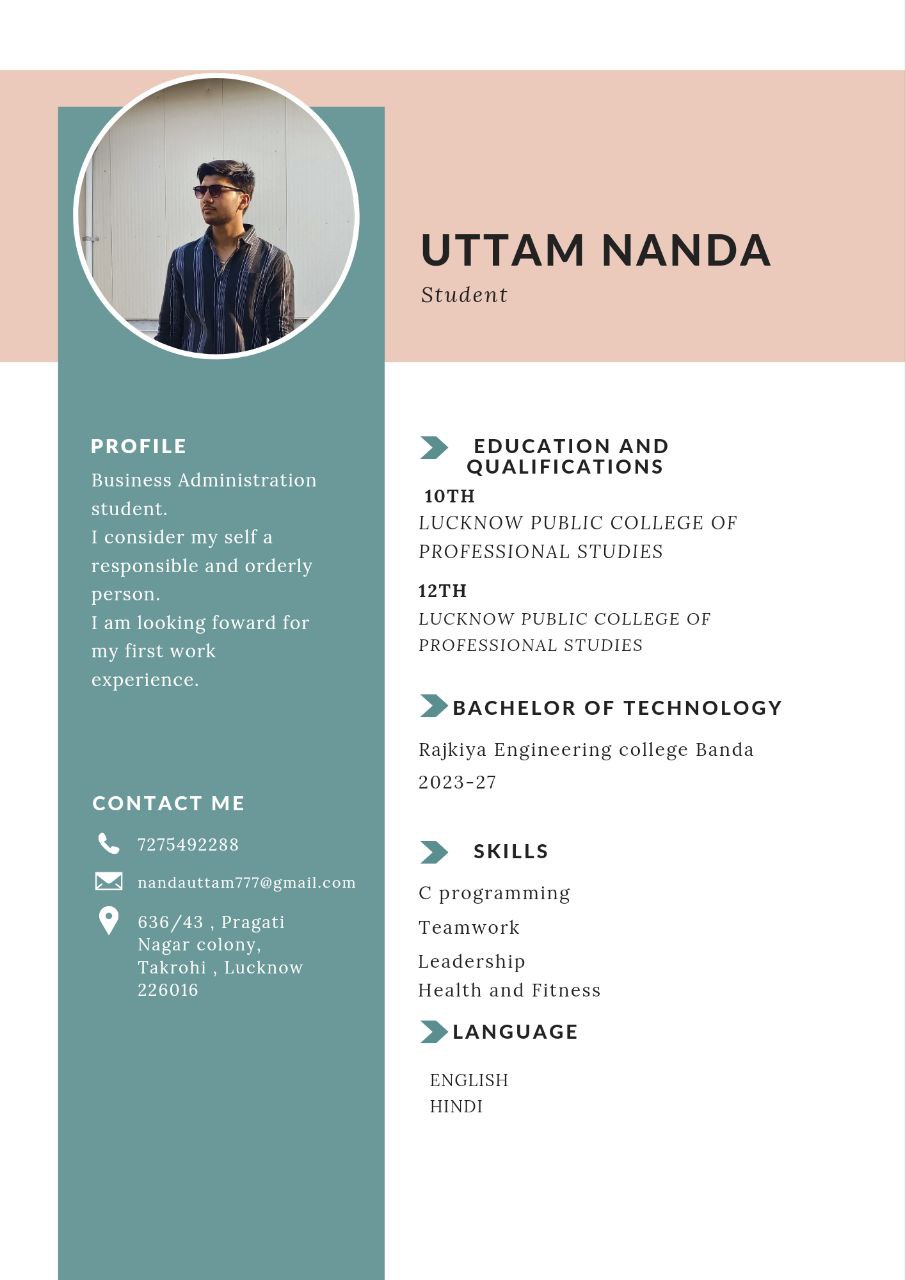 UTTAM NANDA
Student
PROFILE
Business Administration
student.
I consider my self a
responsible and orderly
person.
I am looking foward for
my first work
experience.
CONTACT ME
7275492288
nandauttam777@gmail.com
636/43 , Pragati
Nagar colony,
Takrohi , Lucknow
226016
EDUCATION AND
QUALIFICATIONS
10TH
LUCKNOW PUBLIC COLLEGE OF
PROFESSIONAL STUDIES
12TH
LUCKNOW PUBLIC COLLEGE OF
PROFESSIONAL STUDIES
BACHELOR OF TECHNOLOGY
Rajkiya Engineering college Banda
2023-27
SKILLS
C programming
Teamwork
Leadership
Health and Fitness
LANGUAGE
ENGLISH
HINDI